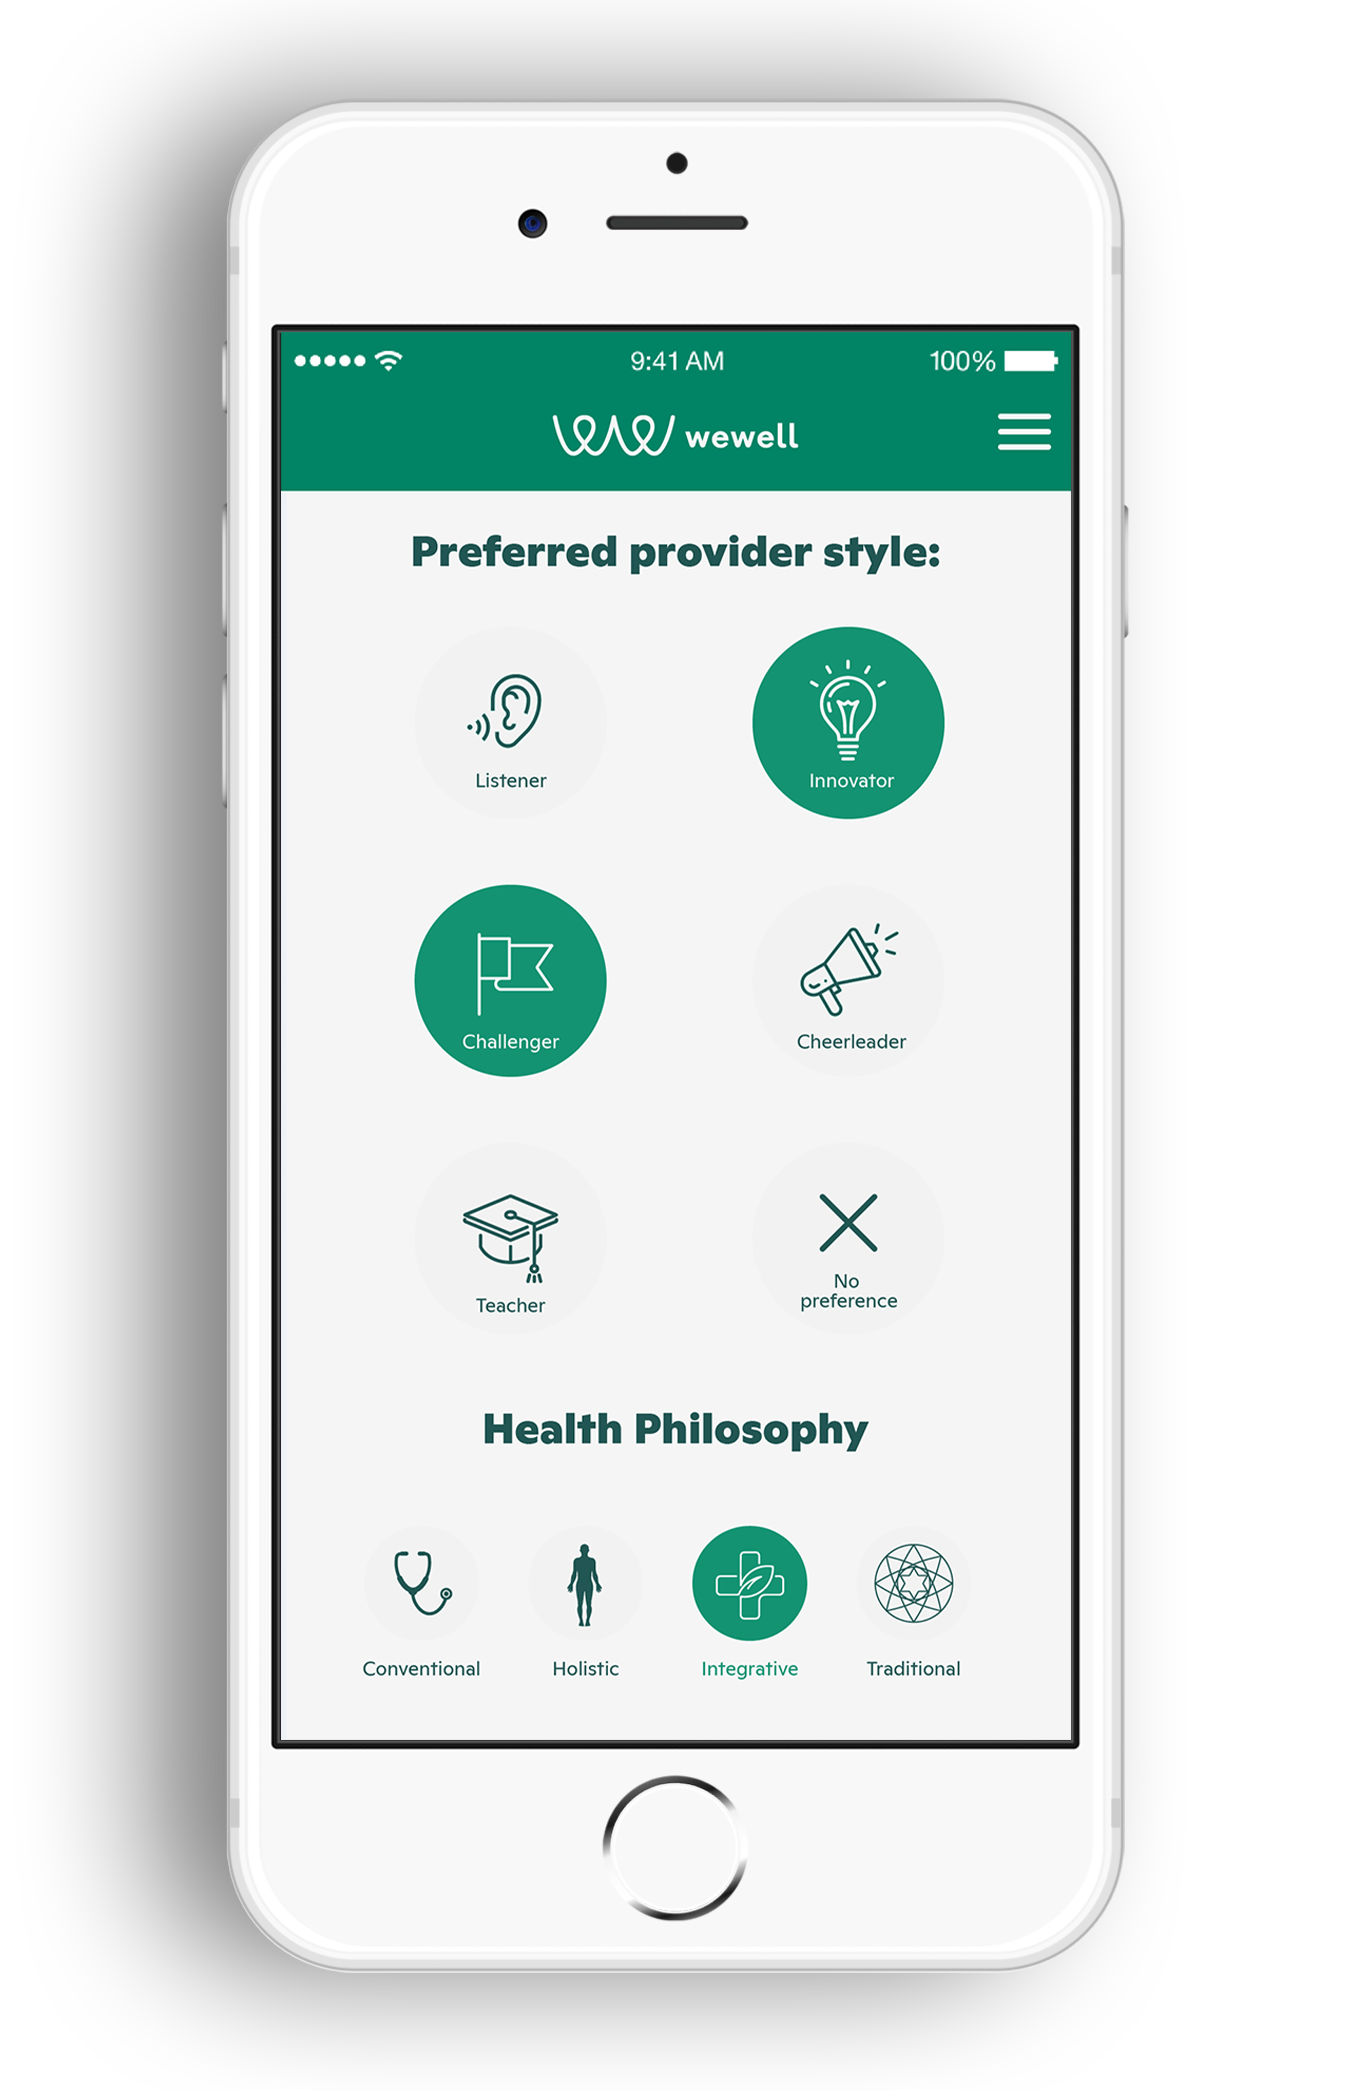 9:41 AM
100%
wewell
Preferred provider style:
Listener
Innovator
Challenger
Cheerleader
Teacher
No
preference
Health Philosophy
Conventional
Holistic
Integrative
Traditional